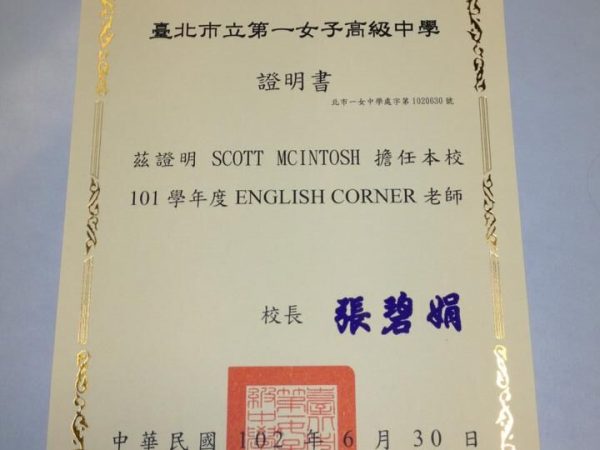 臺北市立第一女子高級中學
證明書
北市一女中學處字第1020630號
茲證明 SCOTT MCINTOSH 擔任本校
101 學年度 ENGLISH CORNER 老師
校長 張碧娟
中華民國 102 年 6 月 30 日